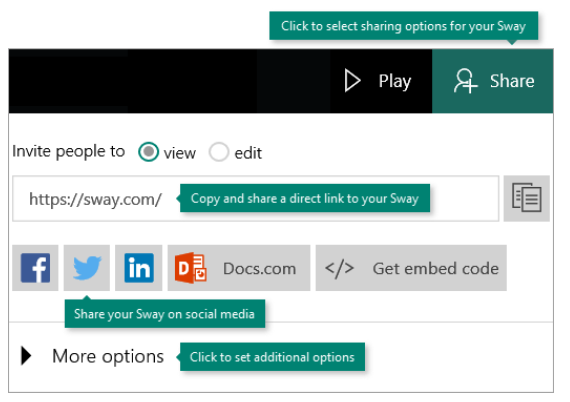 Click to select sharing options for your Sway
Play
Share
Invite people to view edit
https://sway.com/
Copy and share a direct link to your Sway
f
in
D
Docs.com
</> Get embed code
Share your Sway on social media
More options
Click to set additional options